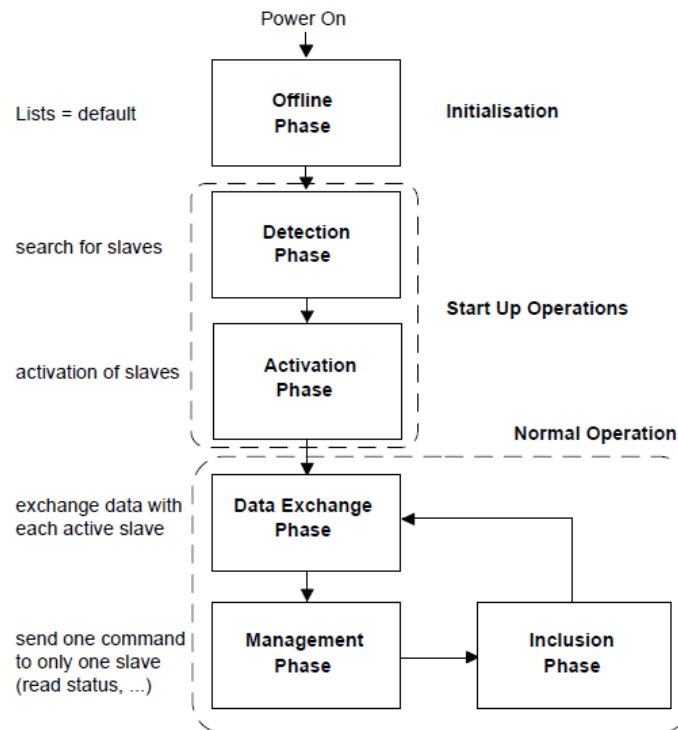 Power On
Lists = default
Offline
Phase
Initialisation
search for slaves
Detection
Phase
Start Up Operations
activation of slaves
Activation
Phase
Normal Operation
exchange data with
each active slave
Data Exchange
Phase
send one command
to only one slave
(read status, ...)
Management
Phase
Inclusion
Phase